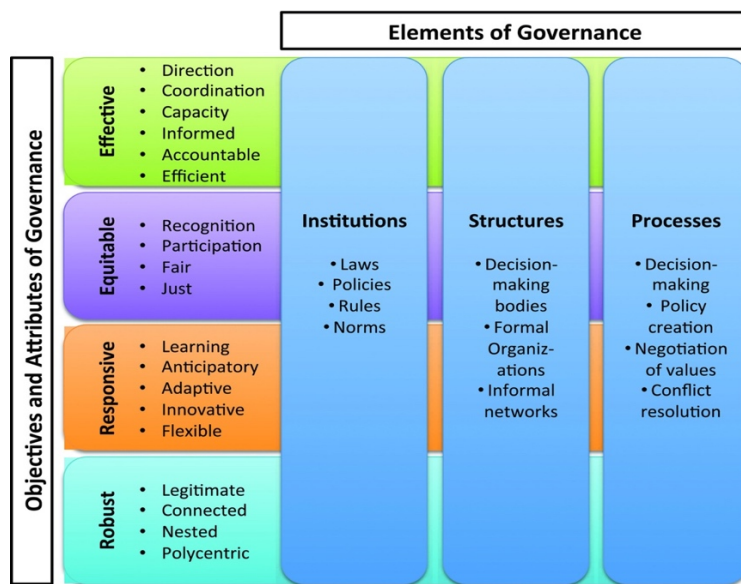 Elements of Governance
Objectives and Attributes of Governance
Effective
• Direction
• Coordination
• Capacity
• Informed
• Accountable
• Efficient
Equitable
• Recognition
• Participation
• Fair
• Just
Responsive
• Learning
• Anticipatory
• Adaptive
• Innovative
• Flexible
Robust
• Legitimate
• Connected
• Nested
• Polycentric
Institutions
• Laws
• Policies
• Rules
• Norms
Structures
• Decision-
making
bodies
• Formal
Organiz-
ations
• Informal
networks
Processes
• Decision-
making
• Policy
creation
• Negotiation
of values
• Conflict
resolution